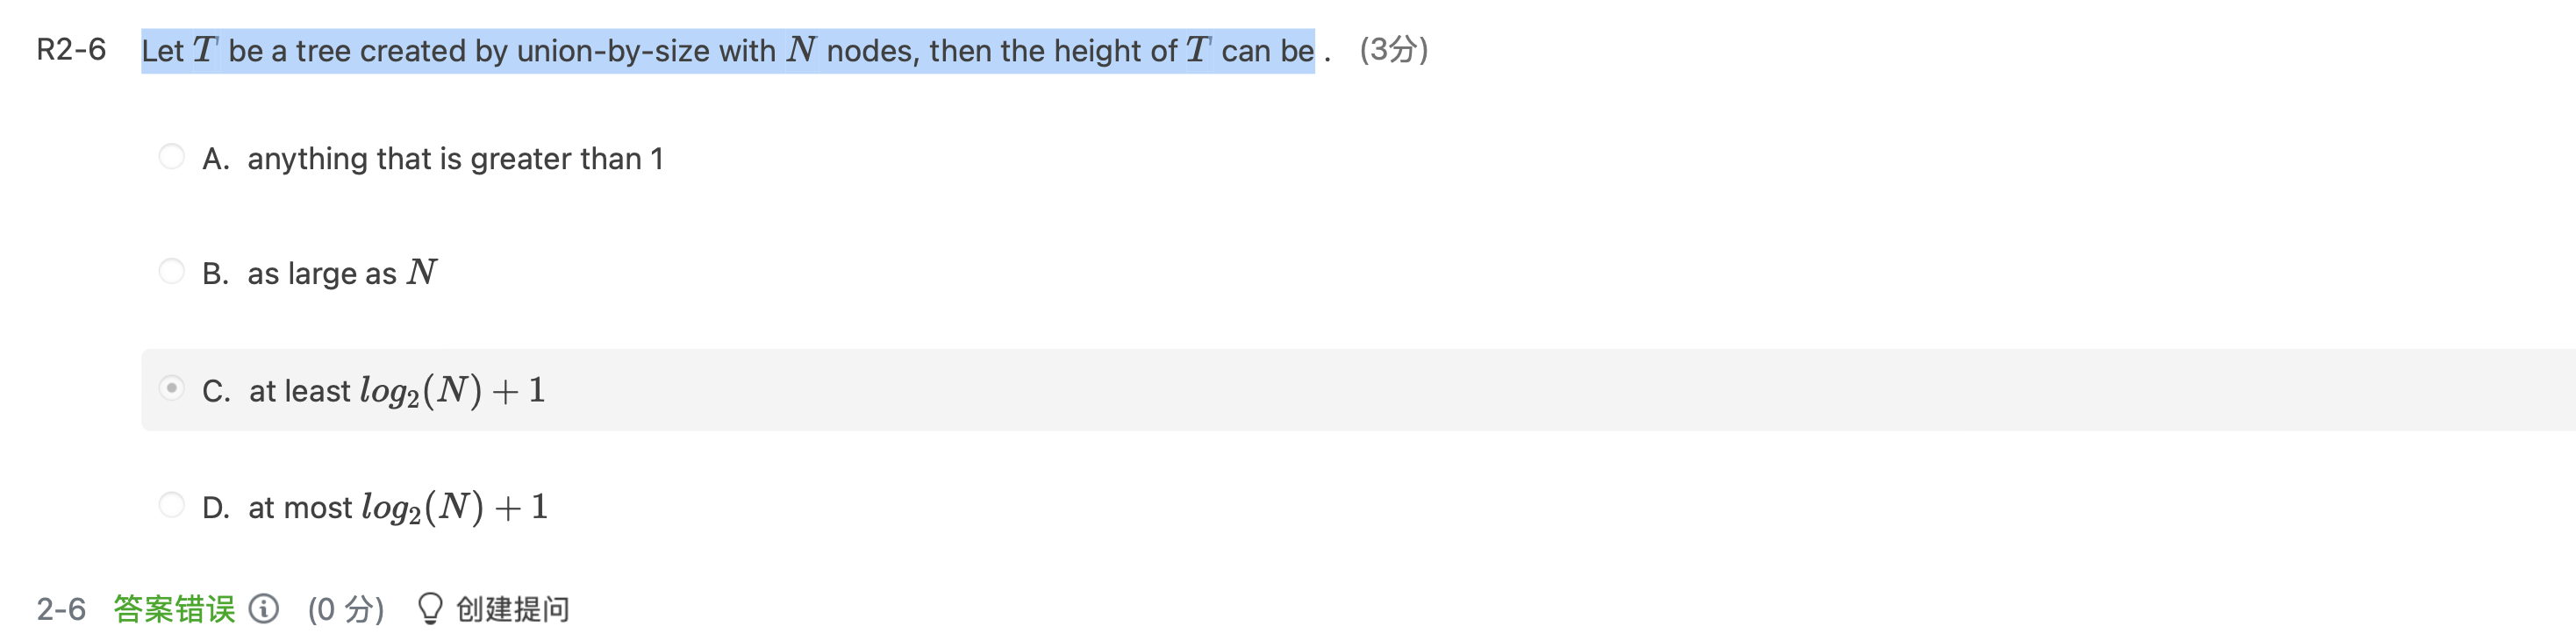 R2-6 Let T be a tree created by union-by-size with N nodes, then the height of T can be . (3分)
A. anything that is greater than 1
B. as large as N
C. at least log₂(N) + 1
D. at most log₂(N) + 1
2-6 答案错误 (0 分) 创建提问